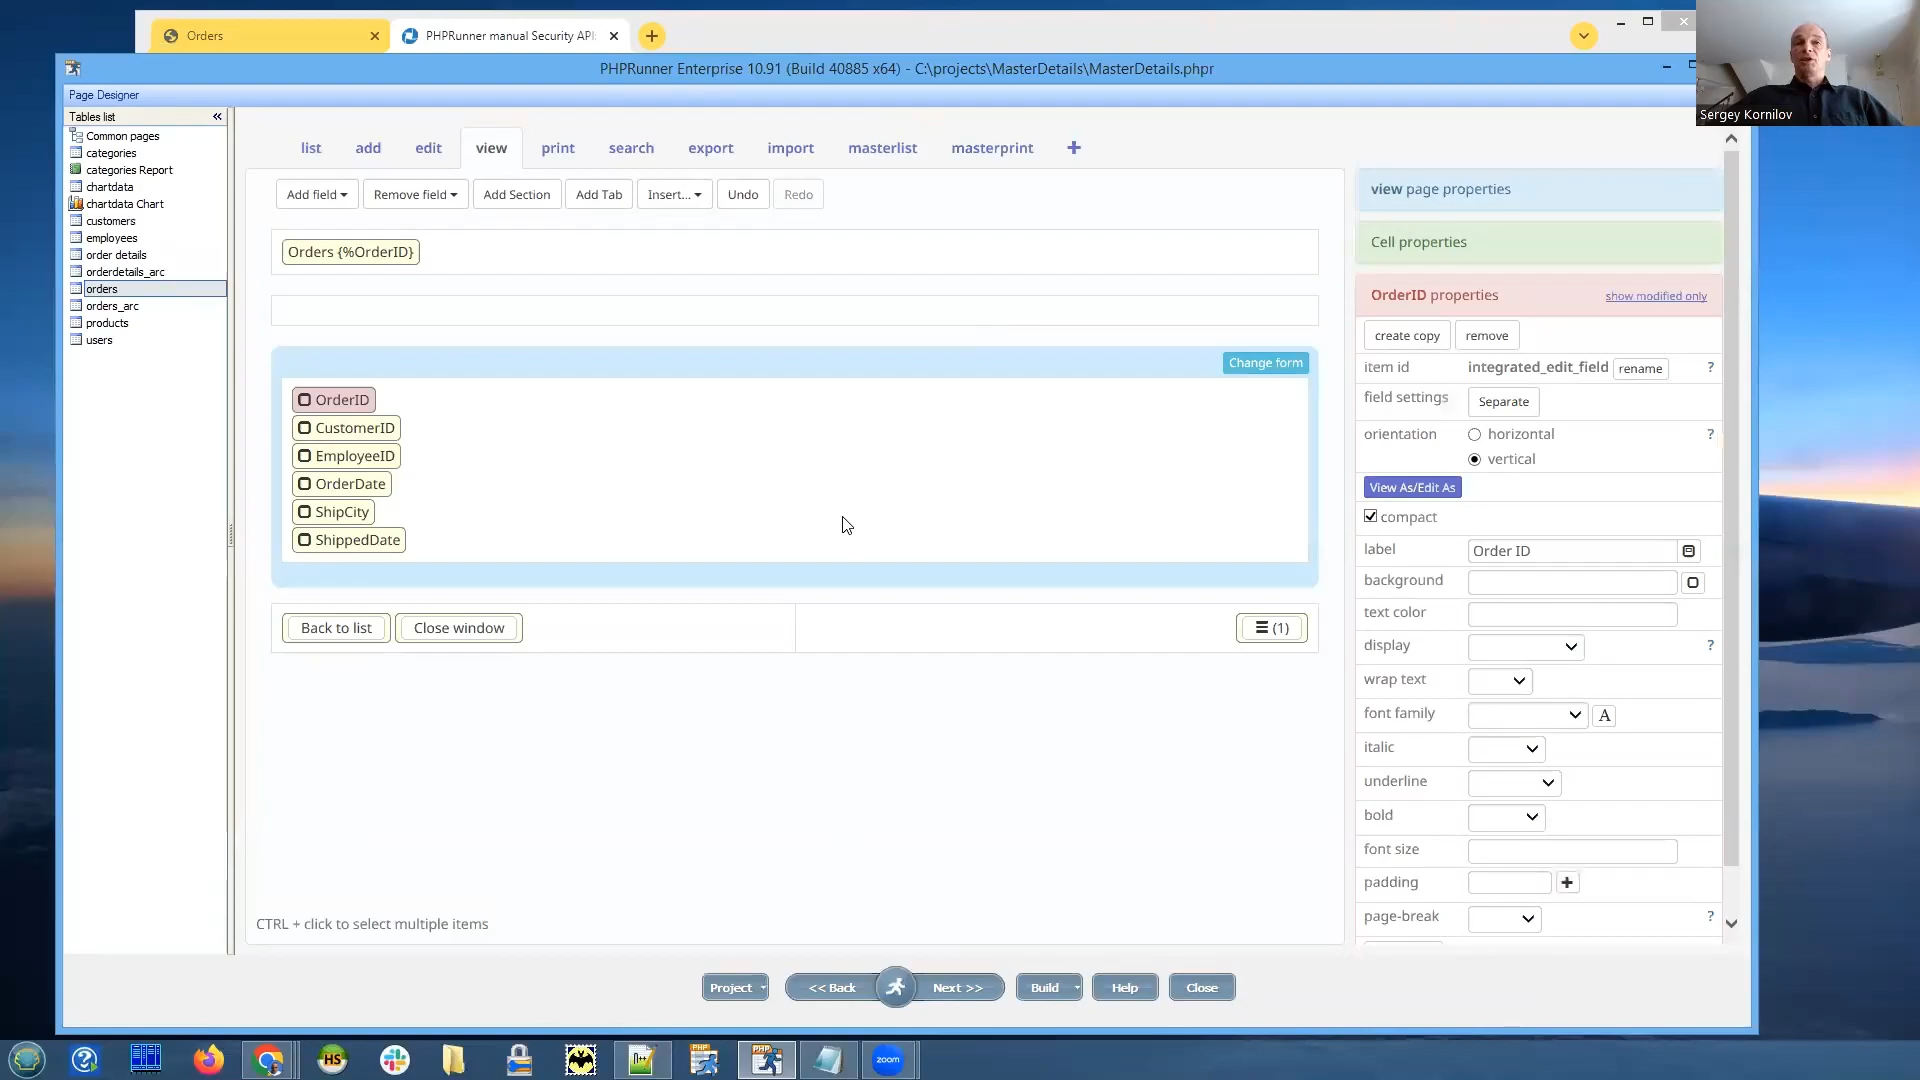 Orders
PHPRunner manual Security API:
PHPRunner Enterprise 10.91 (Build 40885 x64) - C:\projects\MasterDetails\MasterDetails.phpr
Sergey Kornilov
Page Designer
Tables list
Common pages
categories
categories Report
chartdata
chartdata Chart
customers
employees
order details
orderdetails_arc
orders
orders_arc
products
users
list add edit view print search export import masterlist masterprint
Add field Remove field Add Section Add Tab Insert... Undo Redo
Orders {%OrderID}
Change form
OrderID
CustomerID
EmployeeID
OrderDate
ShipCity
ShippedDate
Back to list Close window (1)
CTRL + click to select multiple items
view page properties
Cell properties
OrderID properties show modified only
create copy remove
item id integrated_edit_field rename ?
field settings Separate
orientation horizontal ?
vertical
View As/Edit As
compact
label Order ID
background
text color
display ?
wrap text
font family A
italic
underline
bold
font size
padding
page-break ?
Project << Back Next >> Build Help Close
HS
PHP
PHP
zoom